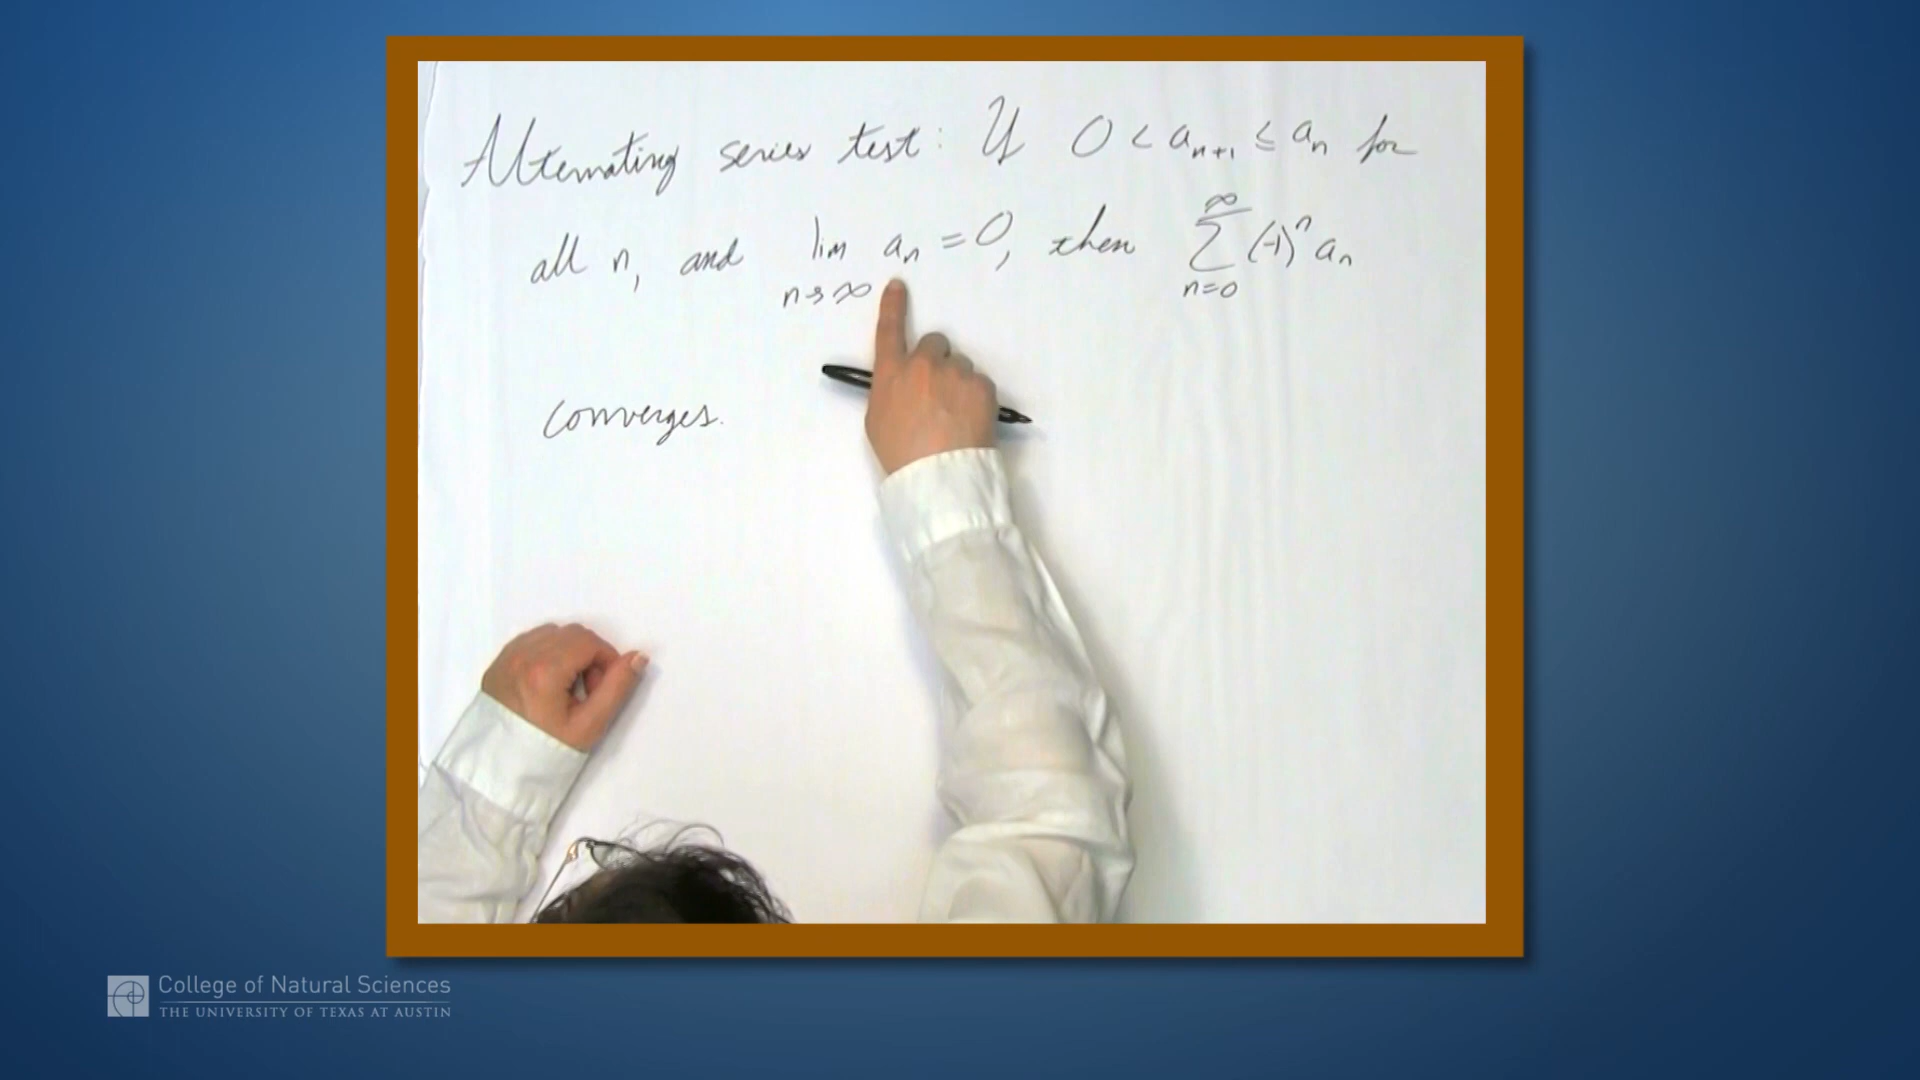 Alternating series test: If 0 < aₙ₊₁ ≤ aₙ for
all n, and lim n→∞ aₙ = 0, then ∞ ∑ n=0 (-1)ⁿ aₙ
converges.
College of Natural Sciences
THE UNIVERSITY OF TEXAS AT AUSTIN